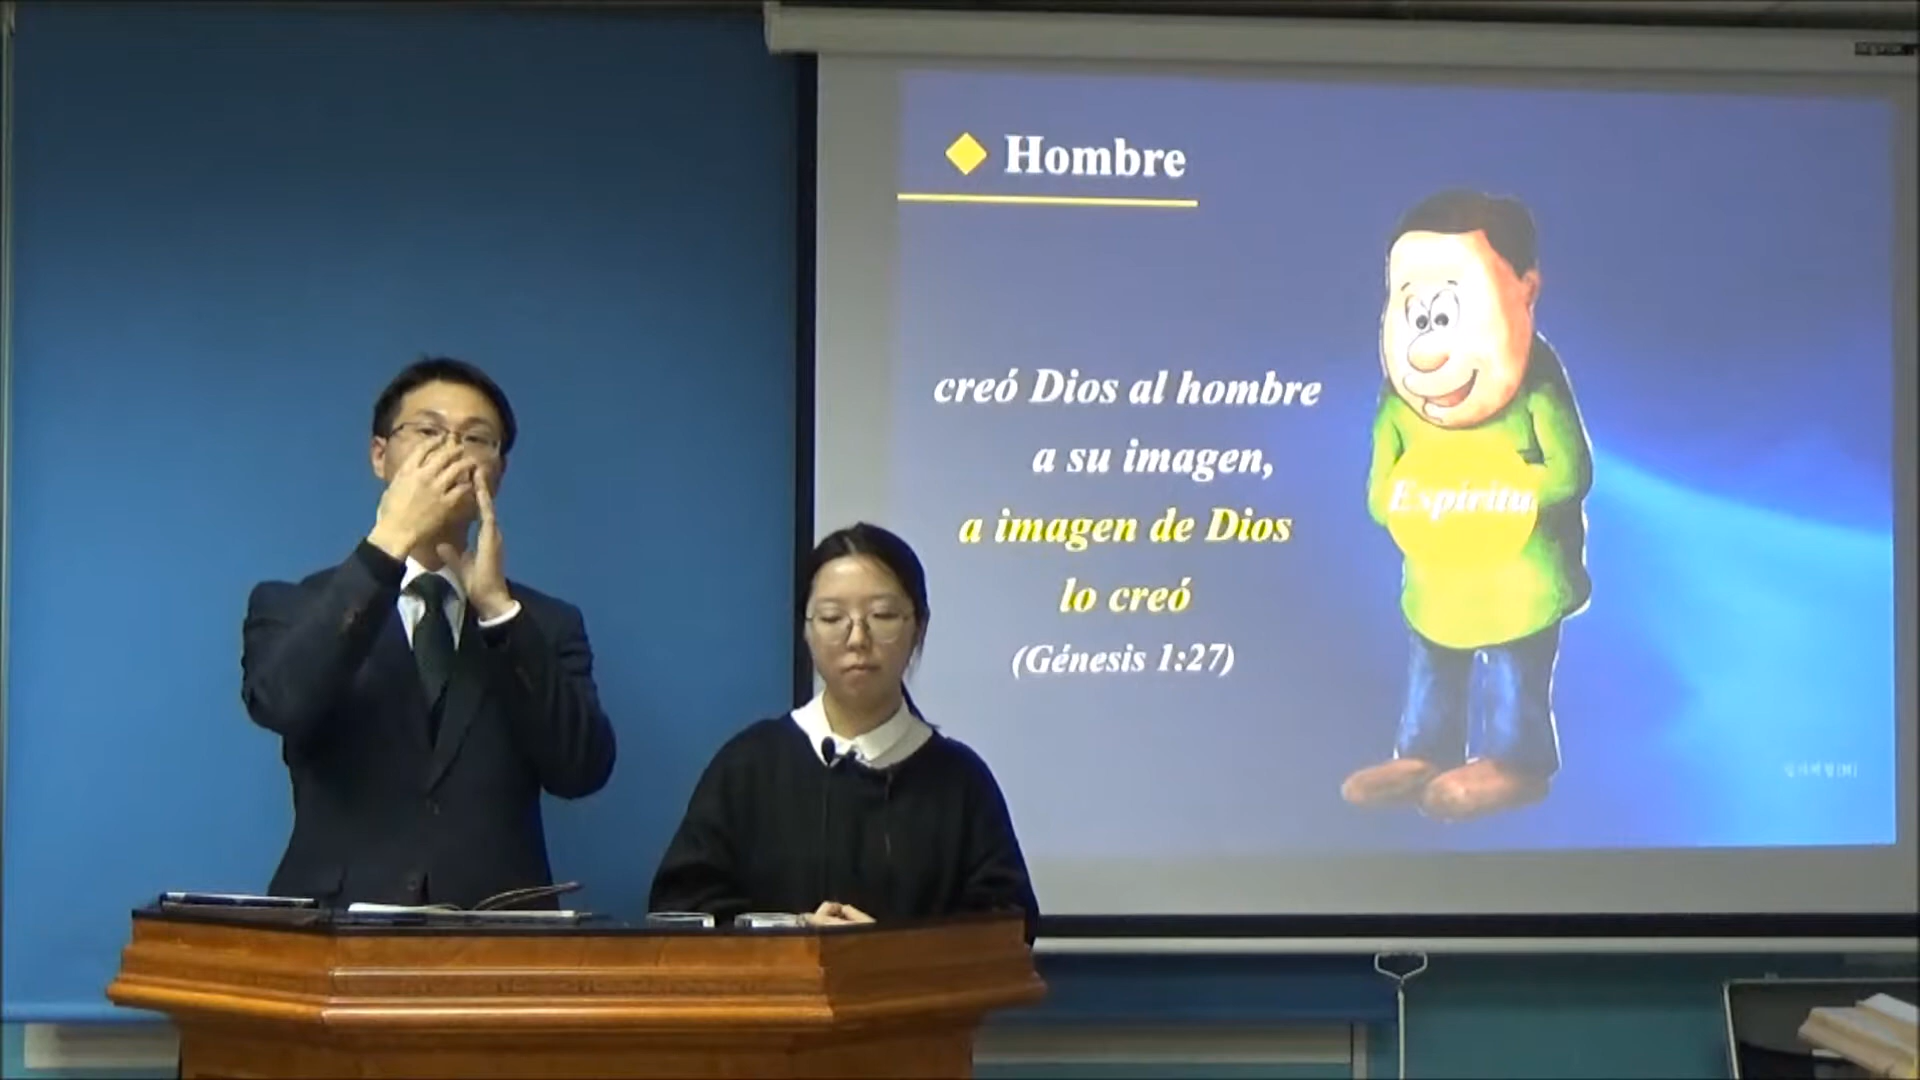 Hombre
creó Dios al hombre
a su imagen,
a imagen de Dios
lo creó
(Génesis 1:27)
Espíritu